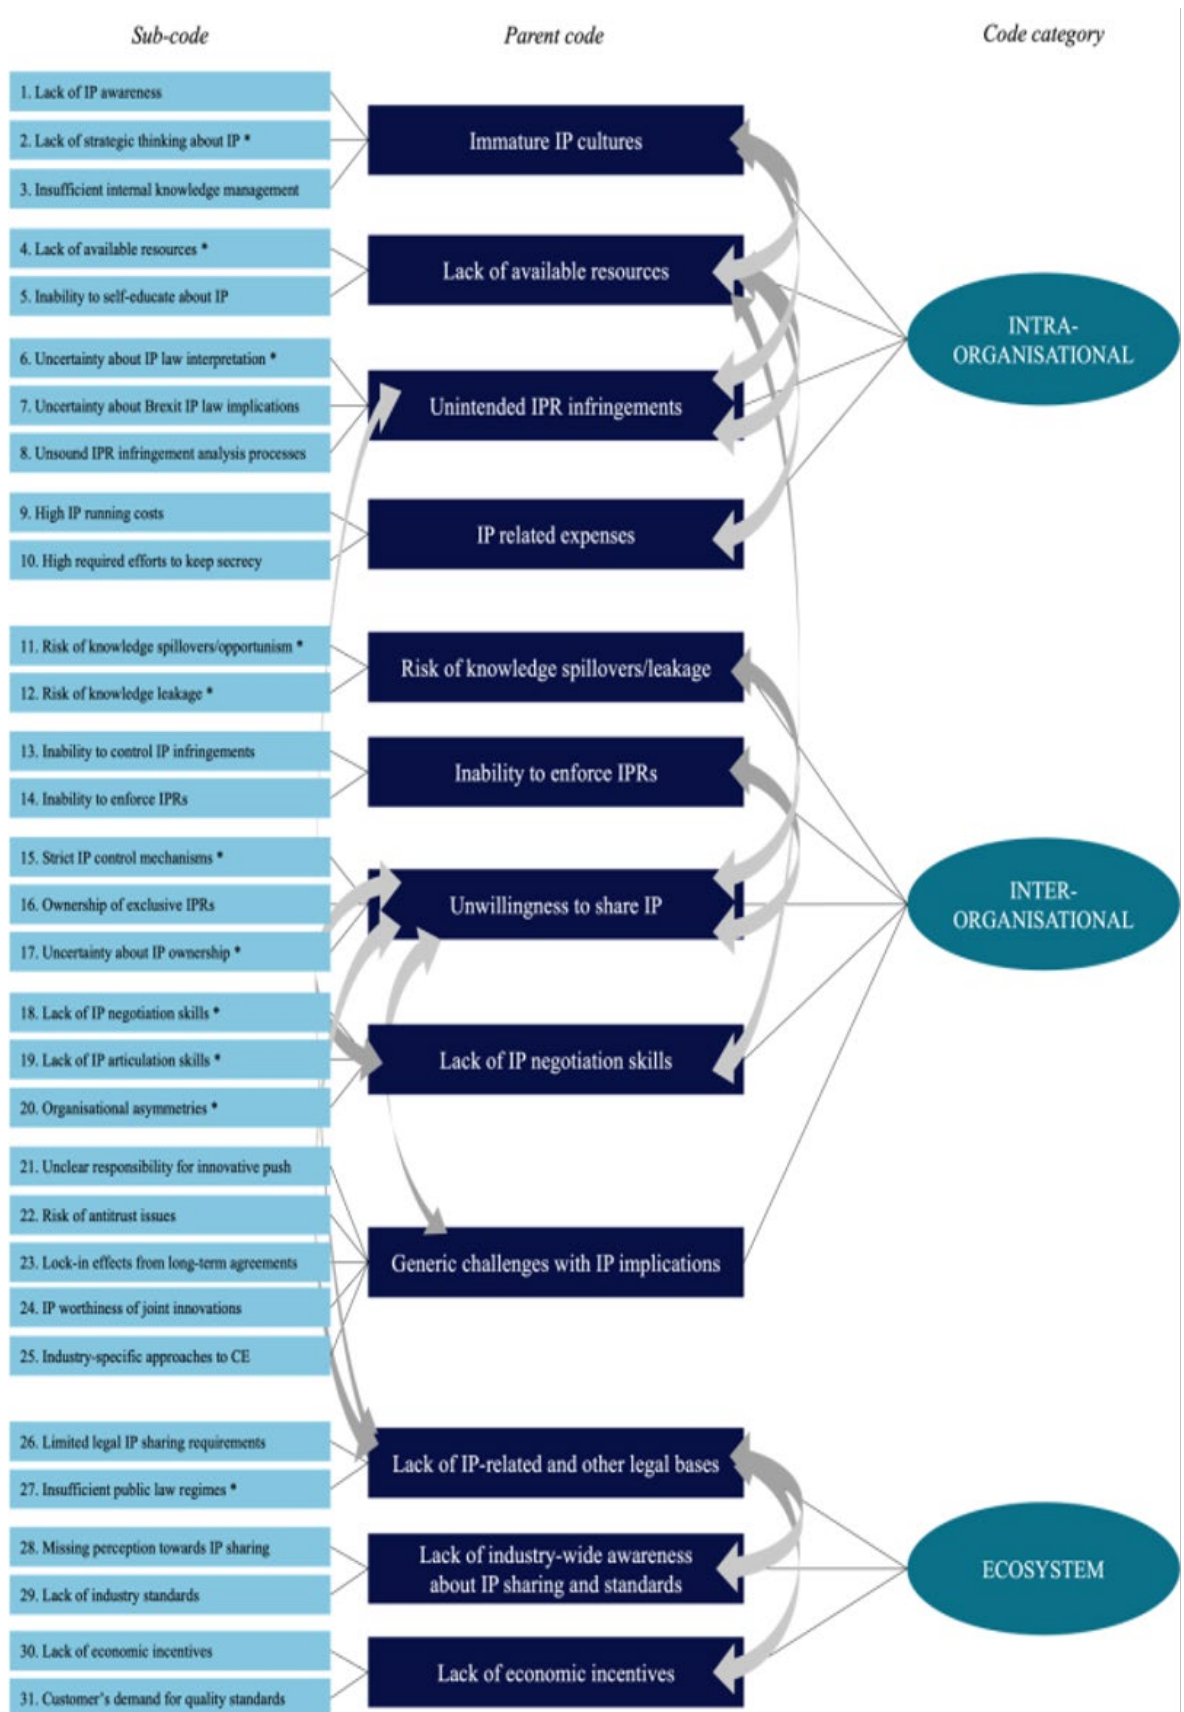 Sub-code
Parent code
Code category
1. Lack of IP awareness
2. Lack of strategic thinking about IP *
3. Insufficient internal knowledge management
Immature IP cultures
4. Lack of available resources *
5. Inability to self-educate about IP
Lack of available resources
6. Uncertainty about IP law interpretation *
7. Uncertainty about Brexit IP law implications
8. Unsound IPR infringement analysis processes
Unintended IPR infringements
9. High IP running costs
10. High required efforts to keep secrecy
IP related expenses
INTRA-
ORGANISATIONAL
11. Risk of knowledge spillovers/opportunism *
12. Risk of knowledge leakage *
Risk of knowledge spillovers/leakage
13. Inability to control IP infringements
14. Inability to enforce IPRs
Inability to enforce IPRs
15. Strict IP control mechanisms *
16. Ownership of exclusive IPRs
17. Uncertainty about IP ownership *
Unwillingness to share IP
18. Lack of IP negotiation skills *
19. Lack of IP articulation skills *
20. Organisational asymmetries *
Lack of IP negotiation skills
21. Unclear responsibility for innovative push
22. Risk of antitrust issues
23. Lock-in effects from long-term agreements
24. IP worthiness of joint innovations
25. Industry-specific approaches to CE
Generic challenges with IP implications
INTER-
ORGANISATIONAL
26. Limited legal IP sharing requirements
27. Insufficient public law regimes *
Lack of IP-related and other legal bases
28. Missing perception towards IP sharing
29. Lack of industry standards
Lack of industry-wide awareness
about IP sharing and standards
30. Lack of economic incentives
31. Customer's demand for quality standards
Lack of economic incentives
ECOSYSTEM